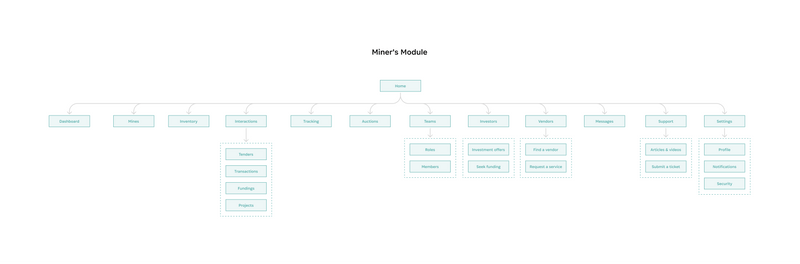 Miner's Module
Home
Dashboard
Mines
Inventory
Interactions
Tracking
Auctions
Teams
Investors
Vendors
Messages
Support
Settings
Tenders
Transactions
Fundings
Projects
Roles
Members
Investment offers
Seek funding
Find a vendor
Request a service
Articles & videos
Submit a ticket
Profile
Notifications
Security